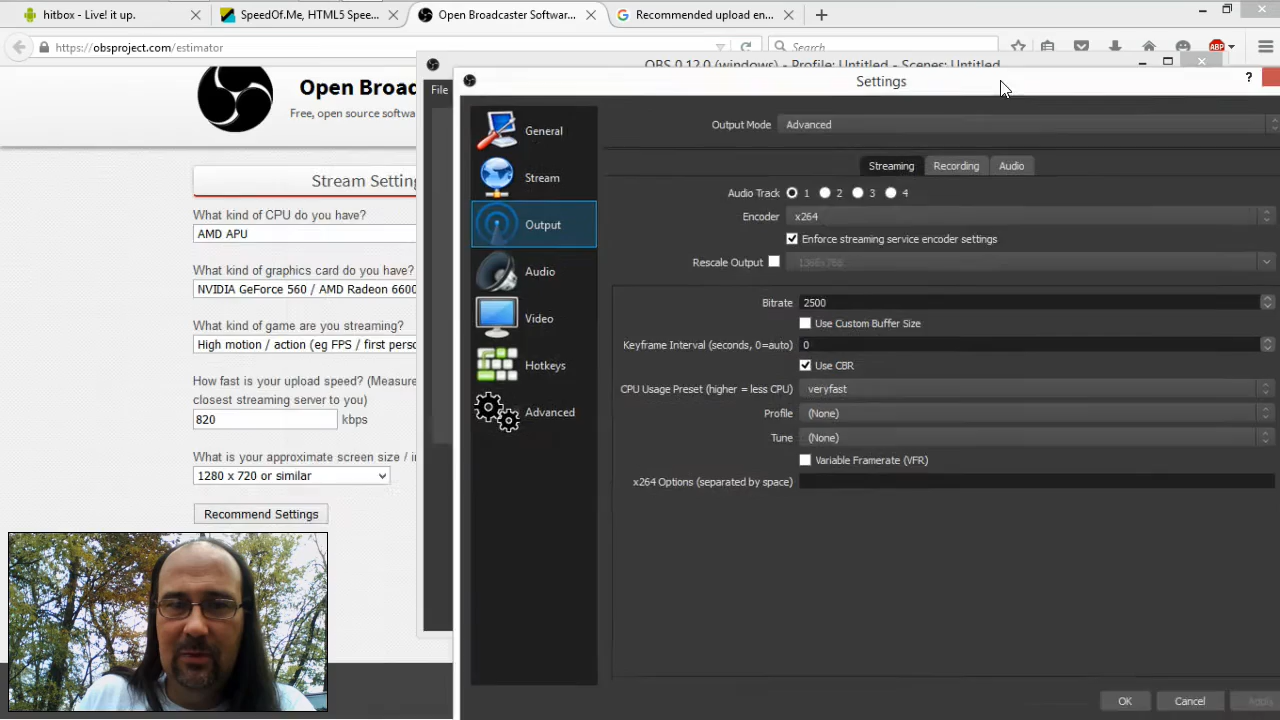 hitbox - Live! it up.
SpeedOf.Me, HTML5 Spee...
Open Broadcaster Softwar...
Recommended upload en...
https://obsproject.com/estimator
Search
ABP
OBS 0.12.0 (windows) - Profile: Untitled - Scenes: Untitled
Open Broad
Free, open source softwa
File
Settings
?
Stream Settin
What kind of CPU do you have?
AMD APU
What kind of graphics card do you have?
NVIDIA GeForce 560 / AMD Radeon 6600
What kind of game are you streaming?
High motion / action (eg FPS / first perso
How fast is your upload speed? (Measure
closest streaming server to you)
820 kbps
What is your approximate screen size / i
1280 x 720 or similar
Recommend Settings
General
Stream
Output
Audio
Video
Hotkeys
Advanced
Output Mode Advanced
Streaming Recording Audio
Audio Track 1 2 3 4
Encoder x264
Enforce streaming service encoder settings
Rescale Output 1366x768
Bitrate 2500
Use Custom Buffer Size
Keyframe Interval (seconds, 0=auto) 0
Use CBR
CPU Usage Preset (higher = less CPU) veryfast
Profile (None)
Tune (None)
Variable Framerate (VFR)
x264 Options (separated by space)
OK Cancel Apply